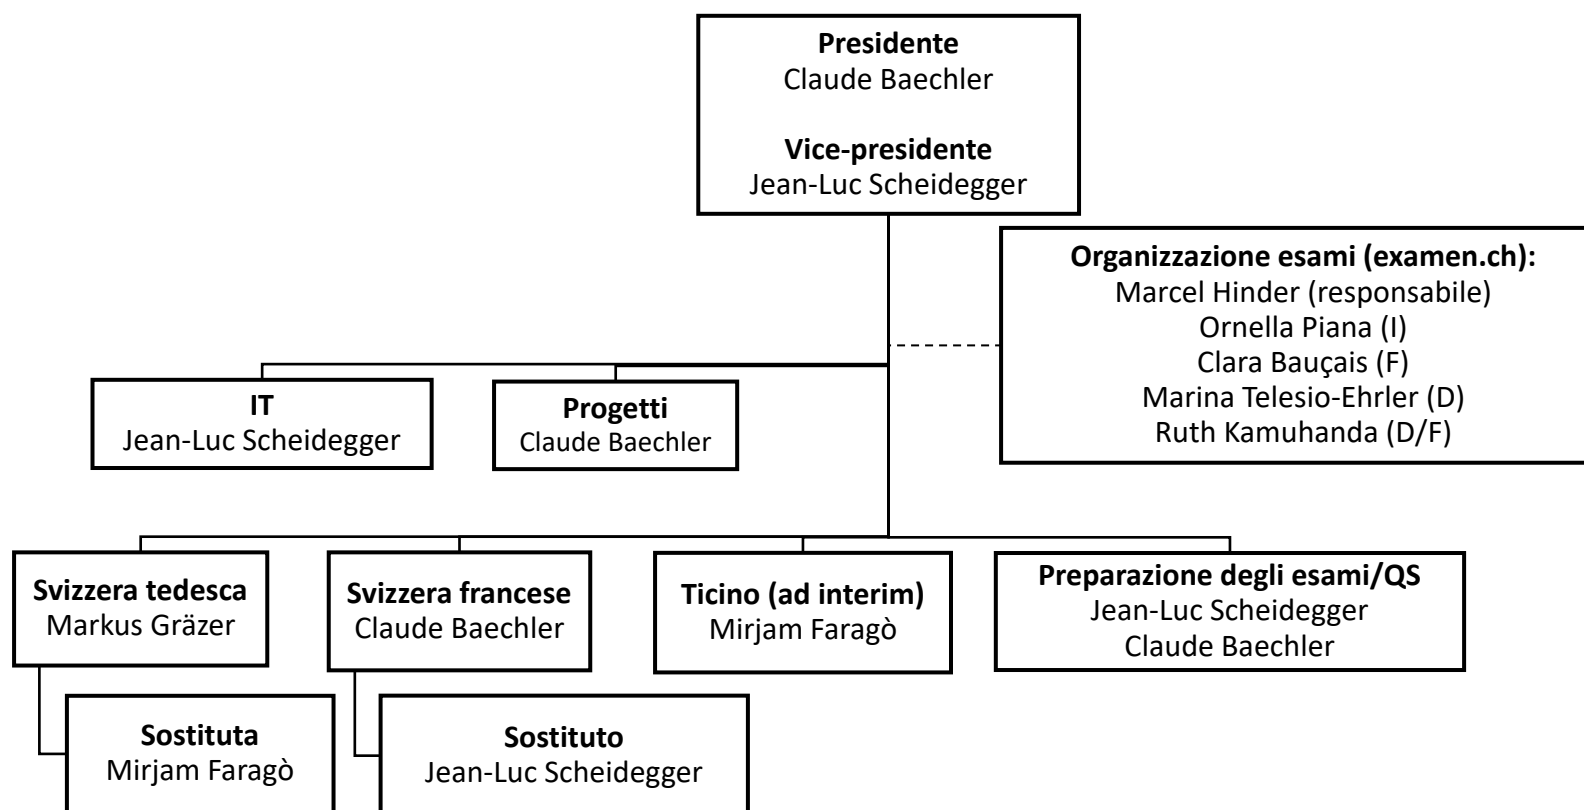 Presidente
Claude Baechler
Vice-presidente
Jean-Luc Scheidegger
Organizzazione esami (examen.ch):
Marcel Hinder (responsabile)
Ornella Piana (I)
Clara Bauçais (F)
Marina Telesio-Ehrler (D)
Ruth Kamuhanda (D/F)
IT
Jean-Luc Scheidegger
Progetti
Claude Baechler
Svizzera tedesca
Markus Gräzer
Svizzera francese
Claude Baechler
Ticino (ad interim)
Mirjam Faragò
Preparazione degli esami/QS
Jean-Luc Scheidegger
Claude Baechler
Sostituta
Mirjam Faragò
Sostituto
Jean-Luc Scheidegger